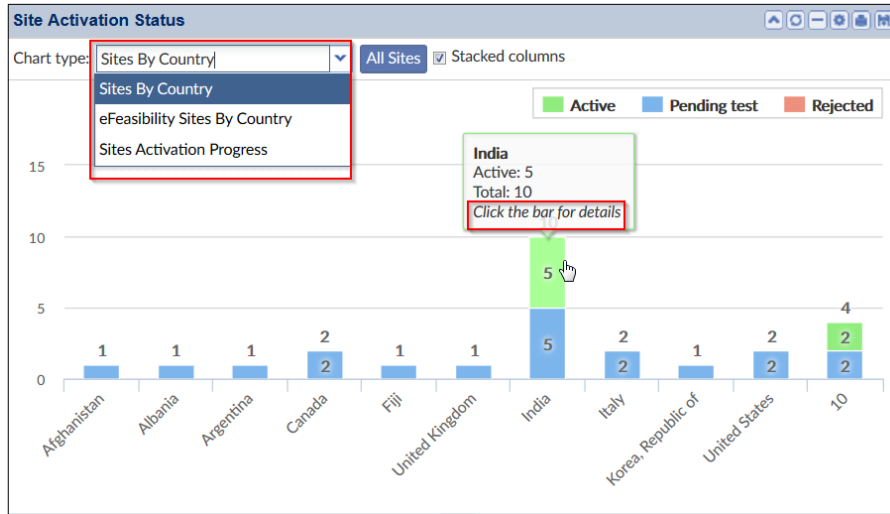 Site Activation Status
Chart type: Sites By Country All Sites Stacked columns
Sites By Country
eFeasibility Sites By Country
Sites Activation Progress
Active Pending test Rejected
India
Active: 5
Total: 10
Click the bar for details
15
10
5
0
1
1
1
2
2
1
1
10
5
5
2
2
1
2
2
4
2
2
Afghanistan
Albania
Argentina
Canada
Fiji
United Kingdom
India
Italy
Korea, Republic of
United States
10